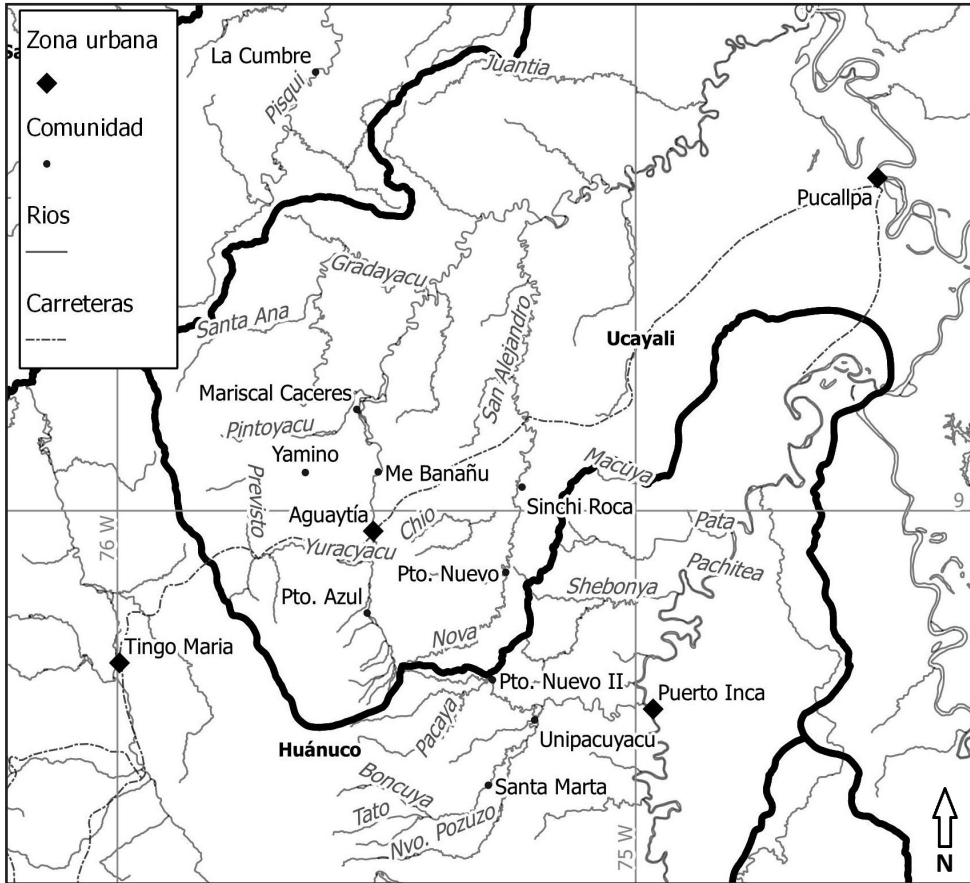 Zona urbana
Comunidad
Rios
Carreteras
Sa
La Cumbre
Pisqui
Juantia
Pucallpa
Gradayacu
Santa Ana
San Alejandro
Ucayali
Mariscal Caceres
Pintoyacu
Yamino
Me Banañu
Previsto
Macuya
Sinchi Roca
Aguaytía
Chio
9
76 W
Yuracyacu
Pata
Pachitea
Pto. Nuevo
Shebonya
Pto. Azul
Nova
Tingo Maria
Pto. Nuevo II
Puerto Inca
Pacaya
Unipacuyacu
Huánuco
Boncuya
Santa Marta
Tato
Nvo. Pozuzo
75 W
N